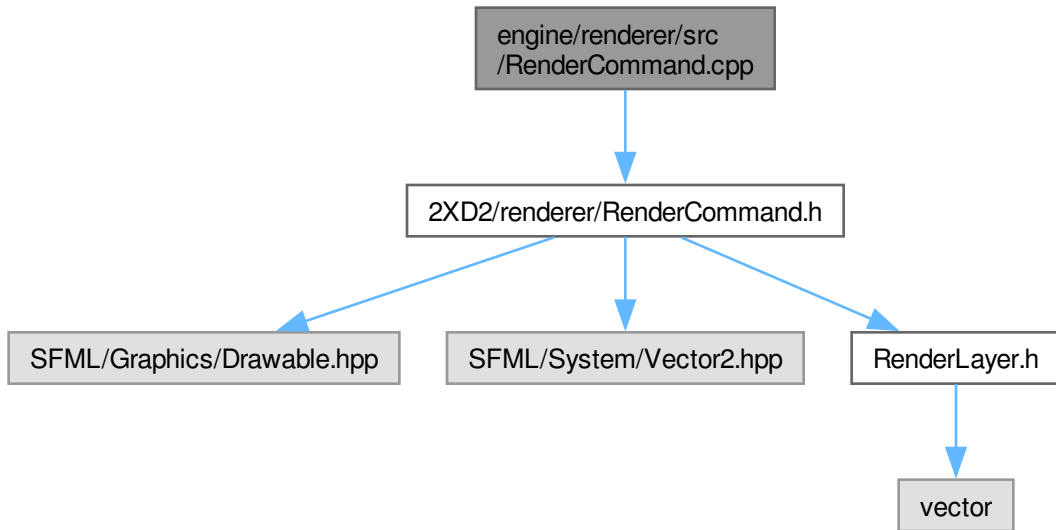 engine/renderer/src
/RenderCommand.cpp
2XD2/renderer/RenderCommand.h
SFML/Graphics/Drawable.hpp
SFML/System/Vector2.hpp
RenderLayer.h
vector